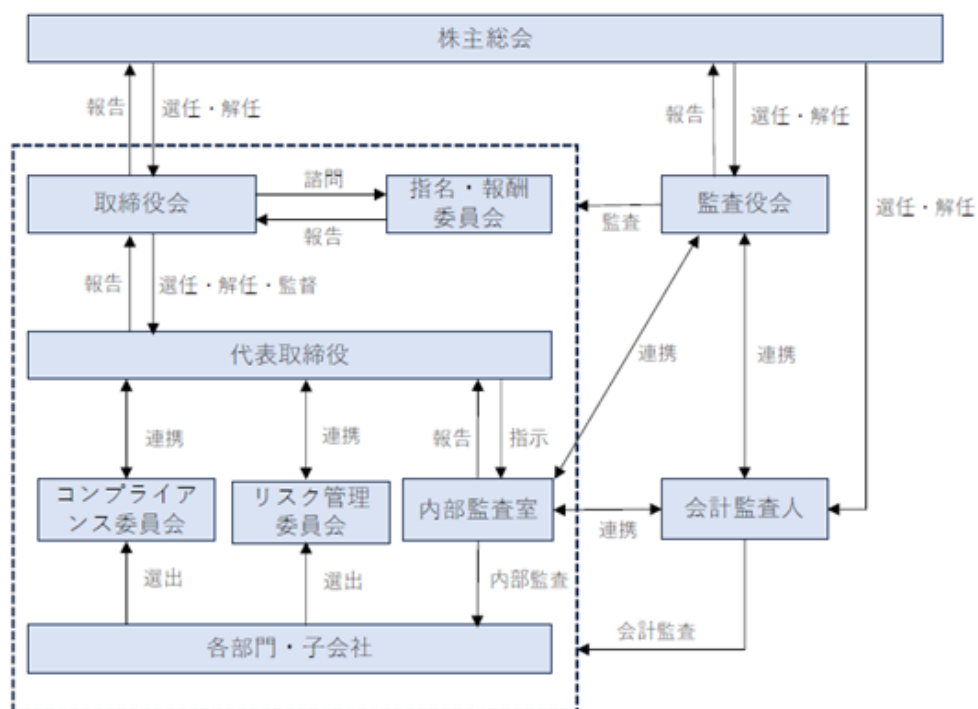 株主総会
報告
選任・解任
報告
選任・解任
選任・解任
取締役会
諮問
報告
指名・報酬
委員会
監査
監査役会
報告
選任・解任・監督
代表取締役
連携
連携
連携
連携
報告
指示
コンプライア
ンス委員会
リスク管理
委員会
内部監査室
連携
会計監査人
選出
選出
内部監査
会計監査
各部門・子会社